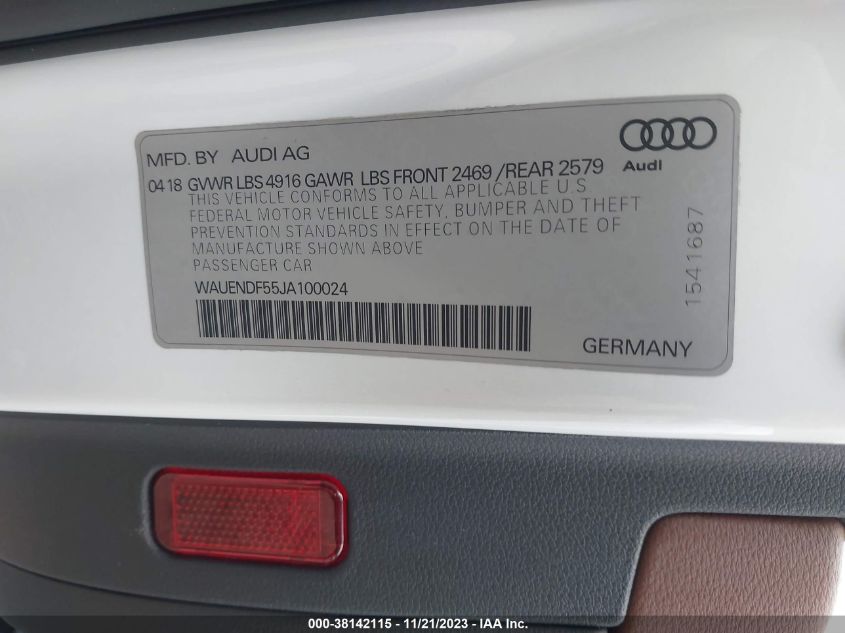 MFD. BY AUDI AG
Audi
04 18 GVWR LBS 4916 GAWR LBS FRONT 2469 /REAR 2579
THIS VEHICLE CONFORMS TO ALL APPLICABLE U.S
FEDERAL MOTOR VEHICLE SAFETY, BUMPER AND THEFT
PREVENTION STANDARDS IN EFFECT ON THE DATE OF
MANUFACTURE SHOWN ABOVE
PASSENGER CAR
WAUENDF55JA100024
1541687
GERMANY
000-38142115 - 11/21/2023 - IAA Inc.